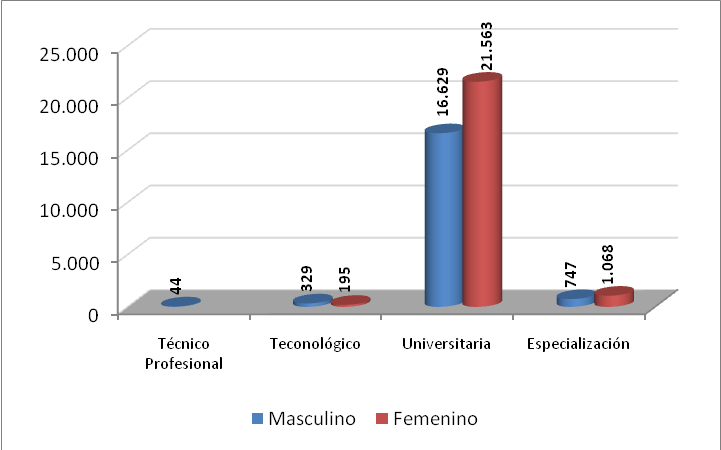 25.000
20.000
15.000
10.000
5.000
0
44
329
195
16.629
21.563
747
1.068
Técnico
Profesional
Teconológico
Universitaria
Especialización
Masculino
Femenino